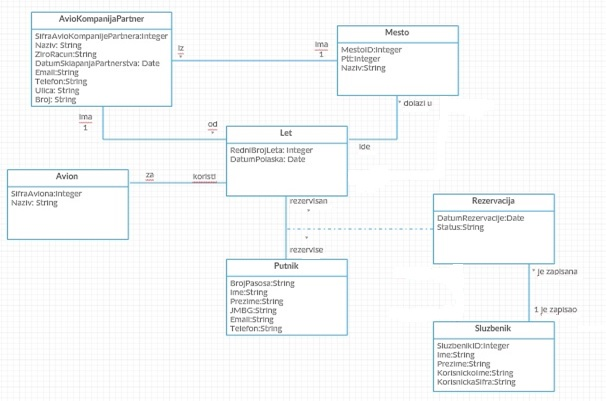 AvioKompanijaPartner
SifraAvioKompanijePartnera:Integer
Naziv: String
ZiroRacun:String
DatumSklapanjaPartnerstva: Date
Email:String
Telefon:String
Ulica: String
Broj: String
iz
*
ima
1
Mesto
MestoID:Integer
Ptt:Integer
Naziv:String
* dolazi u
ima
1
od
*
ide
Let
RedniBrojLeta: Integer
DatumPolaska: Date
Avion
SifraAviona:Integer
Naziv: String
za
koristi
rezervisan
*
*
rezervise
Rezervacija
DatumRezervacije:Date
Status:String
Putnik
BrojPasosa:String
Ime:String
Prezime:String
JMBG:String
Email:String
Telefon:String
* je zapisana
1 je zapisao
Sluzbenik
SluzbenikID:Integer
Ime:String
Prezime:String
KorisnickoIme:String
KorisnickaSifra:String